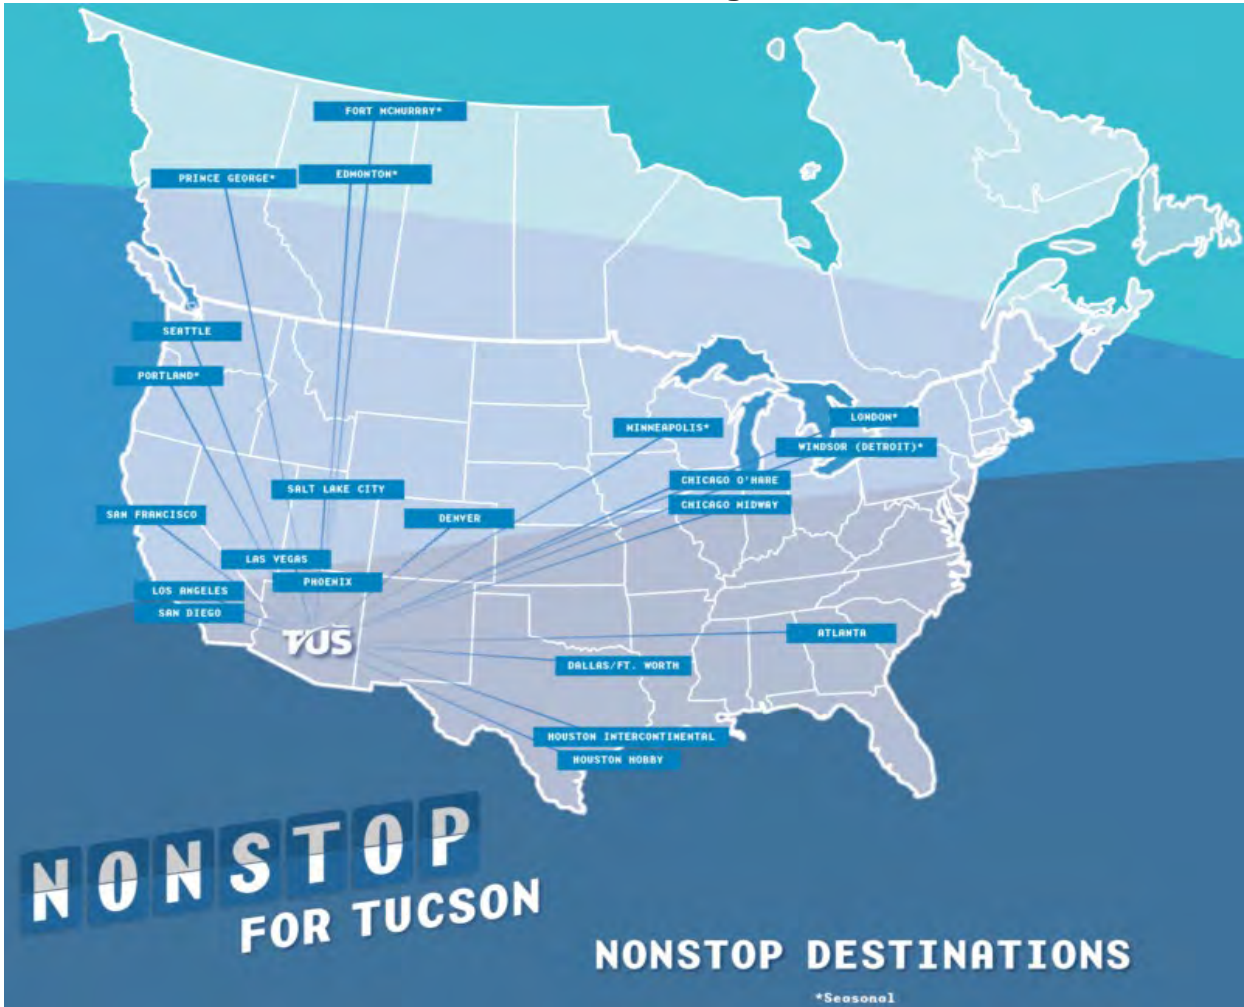 FORT MCMURRAY*
PRINCE GEORGE*
EDMONTON*
SEATTLE
PORTLAND*
LONDON*
MINNEAPOLIS*
WINDSOR (DETROIT)*
CHICAGO O'HARE
SALT LAKE CITY
CHICAGO MIDWAY
SAN FRANCISCO
DENVER
LAS VEGAS
PHOENIX
LOS ANGELES
SAN DIEGO
ATLANTA
TUS
DALLAS/FT. WORTH
HOUSTON INTERCONTINENTAL
HOUSTON HOBBY
NONSTOP
FOR TUCSON
NONSTOP DESTINATIONS
*Seasonal